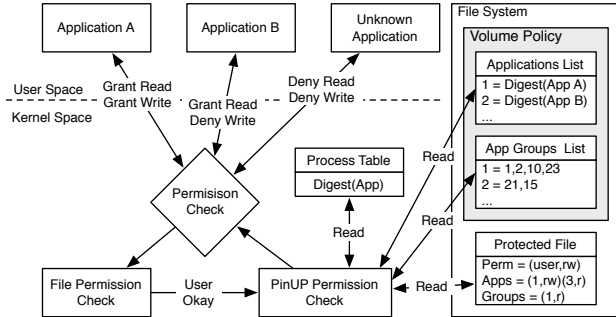 Application A
Application B
Unknown
Application
File System
Volume Policy
Applications List
1 = Digest(App A)
2 = Digest(App B)
...
Grant Read
Grant Write
Grant Read
Deny Write
Deny Read
Deny Write
User Space
Kernel Space
App Groups List
1 = 1,2,10,23
2 = 21,15
...
Permisison
Check
Process Table
Digest(App)
Read
Read
Read
File Permission
Check
User
Okay
PinUP Permission
Check
Read
Protected File
Perm = (user,rw)
Apps = (1,rw)(3,r)
Groups = (1,r)